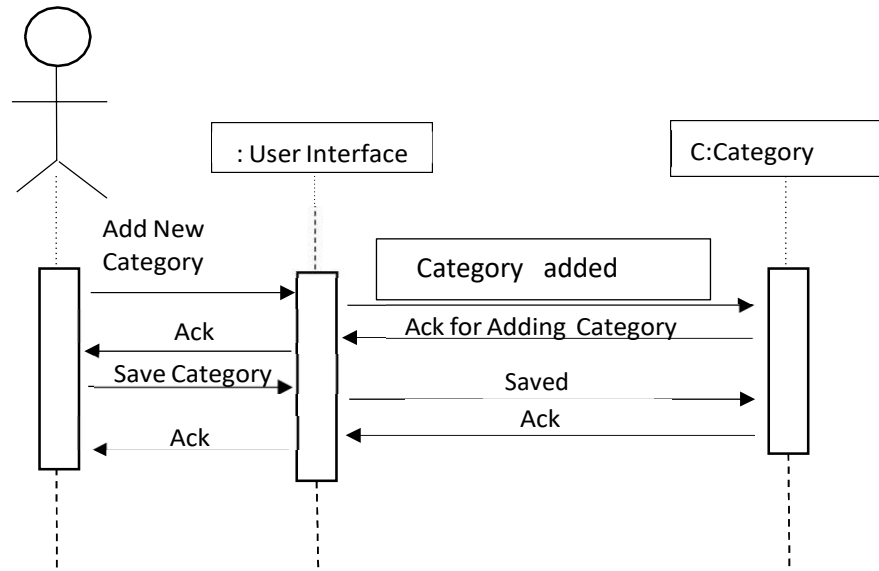 : User Interface
C:Category
Add New
Category
Category added
Ack for Adding Category
Ack
Save Category
Saved
Ack
Ack